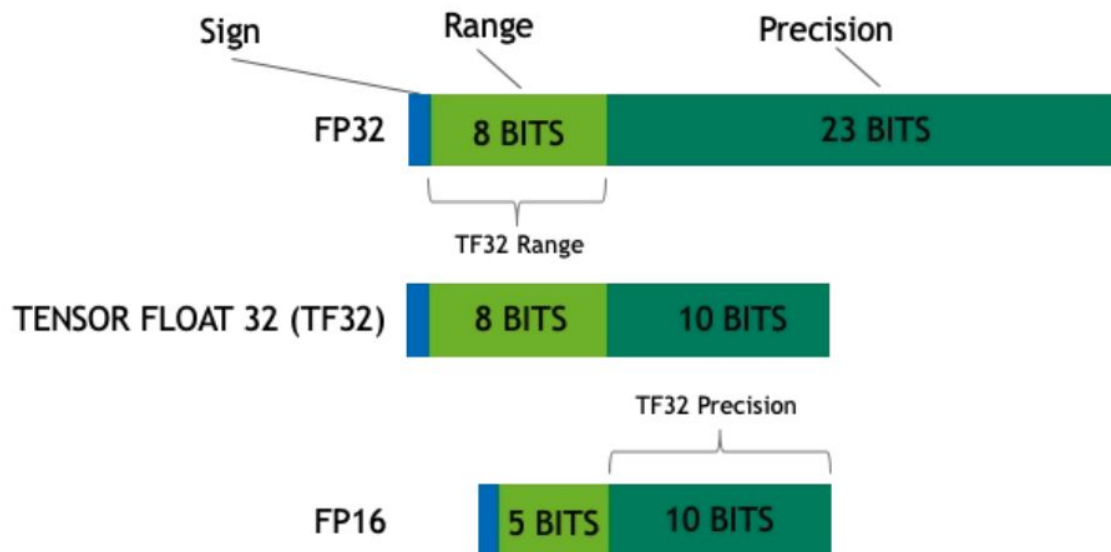 Sign
Range
Precision
FP32
8 BITS
23 BITS
TF32 Range
TENSOR FLOAT 32 (TF32)
8 BITS
10 BITS
TF32 Precision
FP16
5 BITS
10 BITS